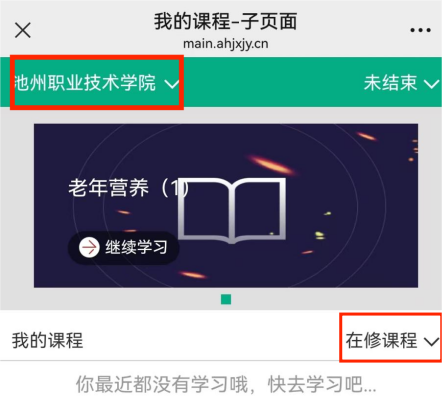 我的课程-子页面
main.ahjxjy.cn
池州职业技术学院
未结束
老年营养（1）
继续学习
我的课程
在修课程
你最近都没有学习哦，快去学习吧...